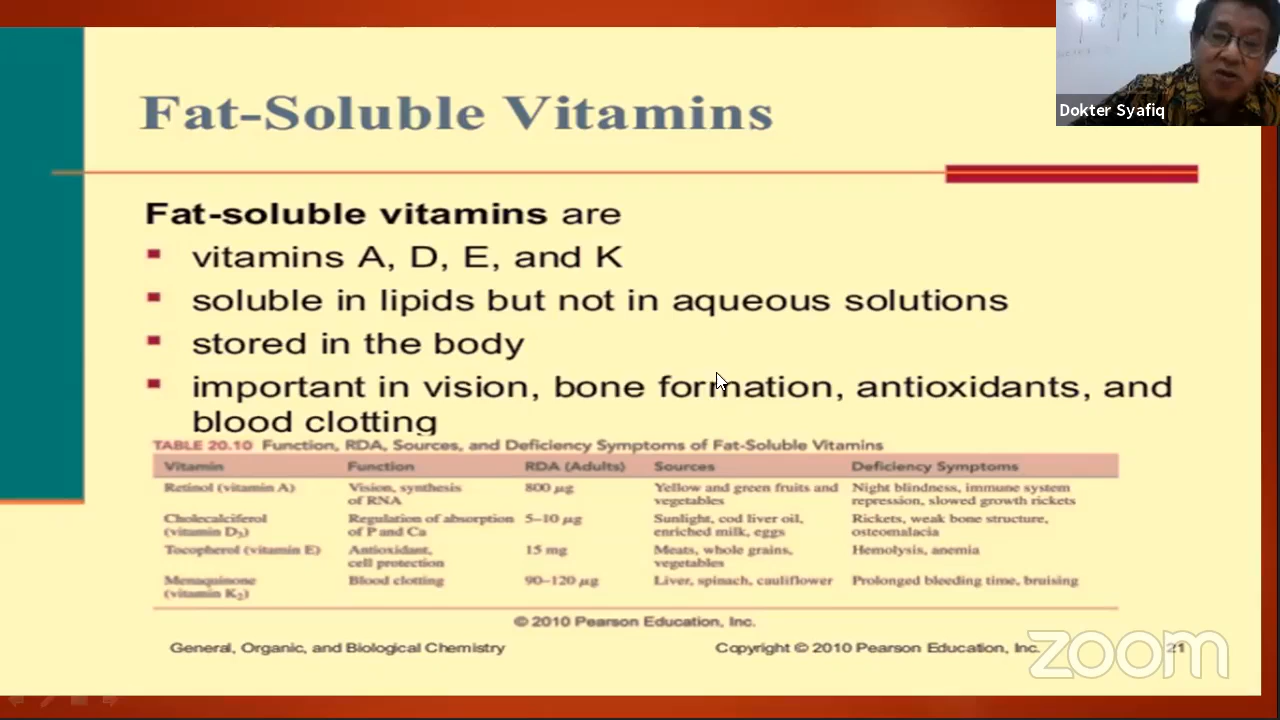 Fat-Soluble Vitamins
Dokter Syafiq
Fat-soluble vitamins are
vitamins A, D, E, and K
soluble in lipids but not in aqueous solutions
stored in the body
important in vision, bone formation, antioxidants, and
blood clotting
TABLE 20.10 Function, RDA, Sources, and Deficiency Symptoms of Fat-Soluble Vitamins
Vitamin Function RDA (Adults) Sources Deficiency Symptoms
Retinol (vitamin A) Vision, synthesis 800 µg Yellow and green fruits and Night blindness, immune system
of RNA vegetables repression, slowed growth rickets
Cholecalciferol Regulation of absorption 5–10 µg Sunlight, cod liver oil, Rickets, weak bone structure,
(vitamin D₃) of P and Ca enriched milk, eggs osteomalacia
Tocopherol (vitamin E) Antioxidant, 15 mg Meats, whole grains, Hemolysis, anemia
cell protection vegetables
Menaquinone Blood clotting 90–120 µg Liver, spinach, cauliflower Prolonged bleeding time, bruising
(vitamin K₂)
© 2010 Pearson Education, Inc.
General, Organic, and Biological Chemistry Copyright © 2010 Pearson Education, Inc. 21
zoom